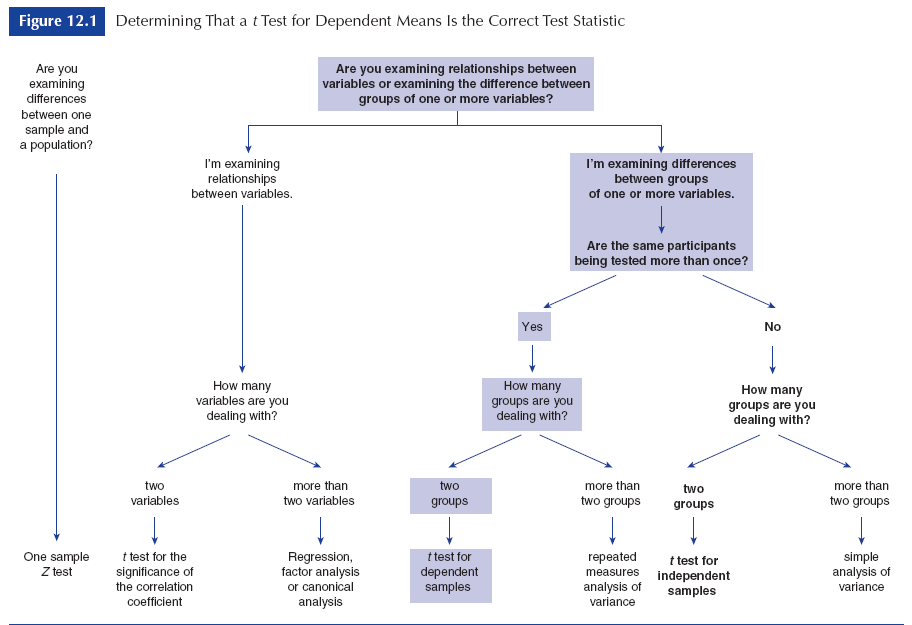 Figure 12.1 Determining That a t Test for Dependent Means Is the Correct Test Statistic
Are you
examining
differences
between one
sample and
a population?
Are you examining relationships between
variables or examining the difference between
groups of one or more variables?
I'm examining
relationships
between variables.
I'm examining differences
between groups
of one or more variables.
Are the same participants
being tested more than once?
Yes
No
How many
variables are you
dealing with?
How many
groups are you
dealing with?
How many
groups are you
dealing with?
two
variables
more than
two variables
two
groups
more than
two groups
two
groups
more than
two groups
One sample
Z test
t test for the
significance of
the correlation
coefficient
Regression,
factor analysis
or canonical
analysis
t test for
dependent
samples
repeated
measures
analysis of
variance
t test for
independent
samples
simple
analysis of
variance